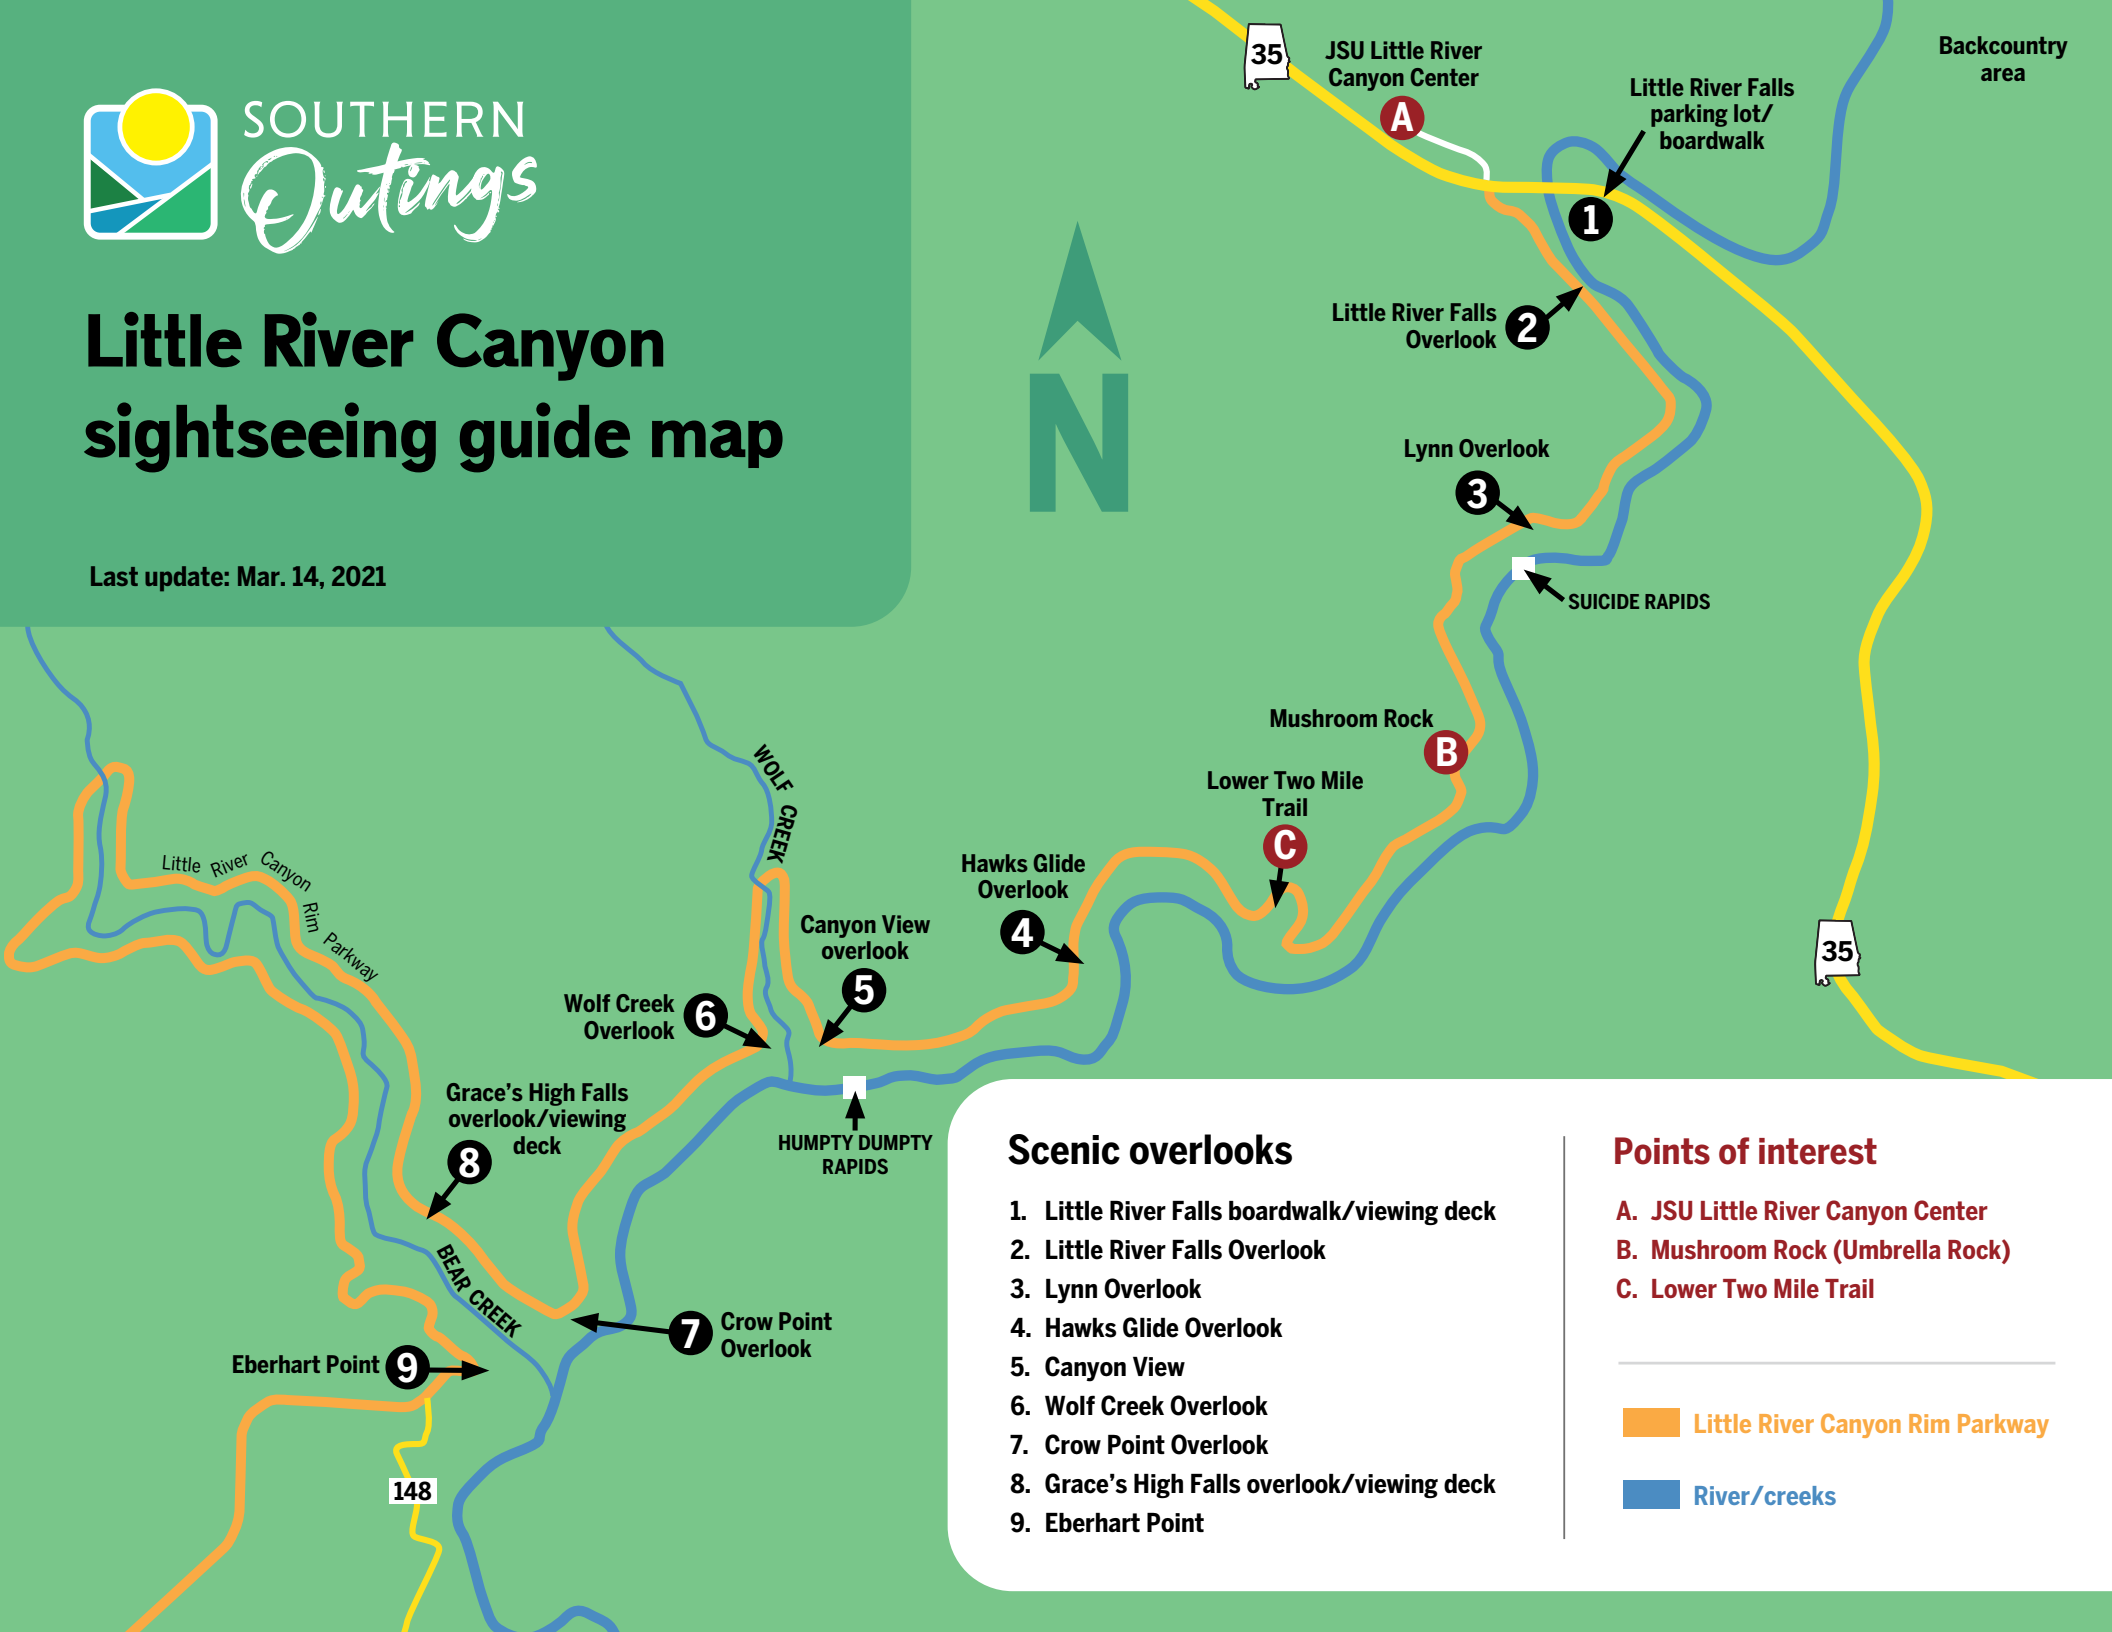 SOUTHERN
Outings
Little River Canyon
sightseeing guide map
Last update: Mar. 14, 2021
35
JSU Little River
Canyon Center
A
Little River Falls
parking lot/
boardwalk
1
Backcountry
area
Little River Falls
Overlook
2
N
Lynn Overlook
3
SUICIDE RAPIDS
Mushroom Rock
B
Lower Two Mile
Trail
C
Hawks Glide
Overlook
4
WOLF CREEK
Canyon View
overlook
5
Wolf Creek
Overlook
6
35
Little River Canyon Rim Parkway
Grace's High Falls
overlook/viewing
deck
8
HUMPTY DUMPTY
RAPIDS
BEAR CREEK
7
Crow Point
Overlook
Eberhart Point
9
148
Scenic overlooks
1. Little River Falls boardwalk/viewing deck
2. Little River Falls Overlook
3. Lynn Overlook
4. Hawks Glide Overlook
5. Canyon View
6. Wolf Creek Overlook
7. Crow Point Overlook
8. Grace's High Falls overlook/viewing deck
9. Eberhart Point
Points of interest
A. JSU Little River Canyon Center
B. Mushroom Rock (Umbrella Rock)
C. Lower Two Mile Trail
Little River Canyon Rim Parkway
River/creeks